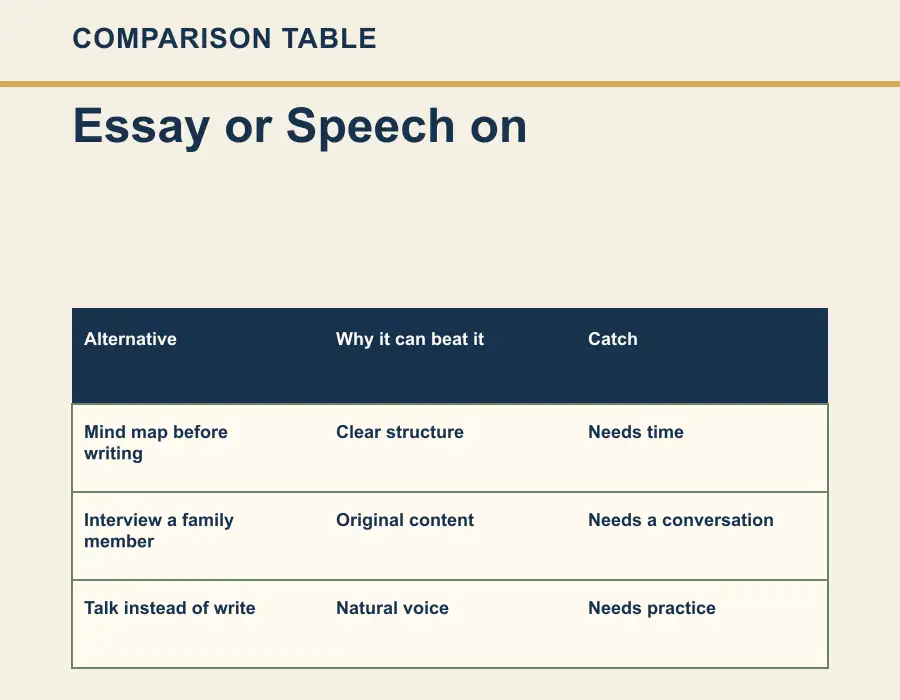 COMPARISON TABLE
Essay or Speech on
Alternative Why it can beat it Catch
Mind map before writing Clear structure Needs time
Interview a family member Original content Needs a conversation
Talk instead of write Natural voice Needs practice